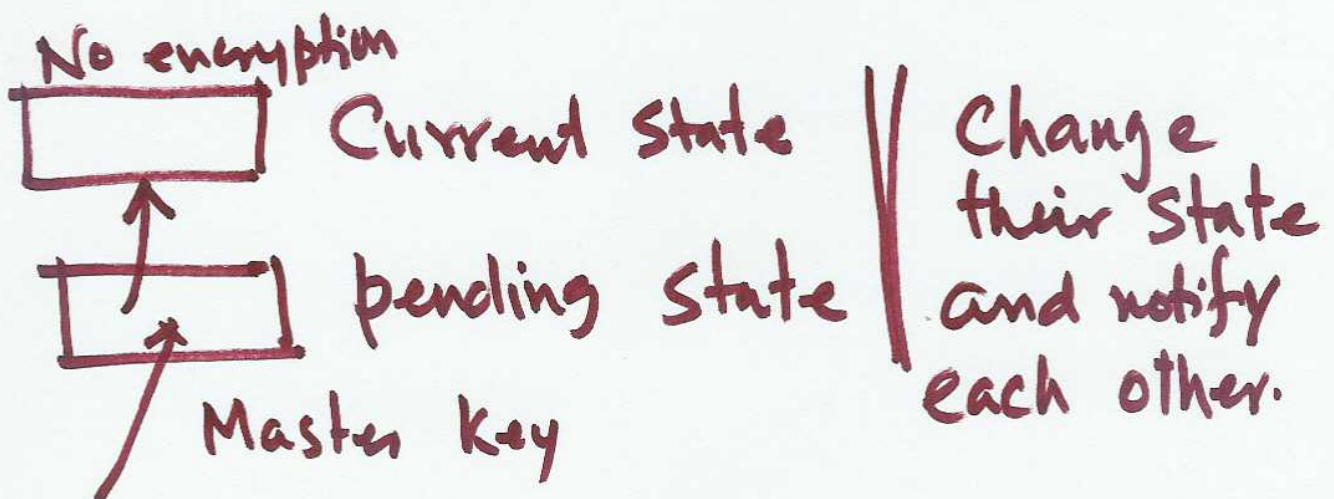 No encryption
Current state
pending state
Master Key
Change
their state
and notify
each other.